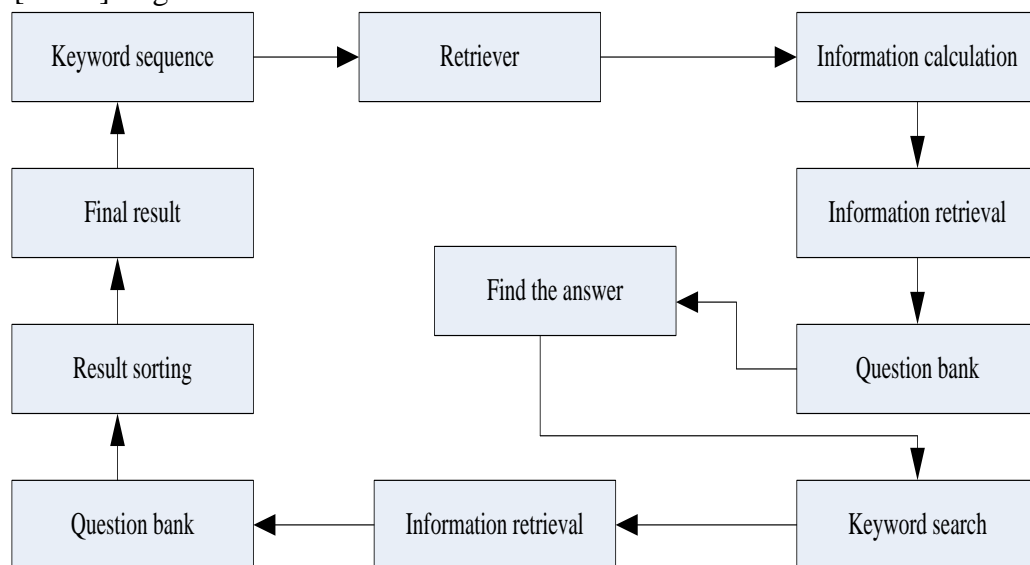 Keyword sequence
Retriever
Information calculation
Final result
Information retrieval
Find the answer
Result sorting
Question bank
Question bank
Information retrieval
Keyword search